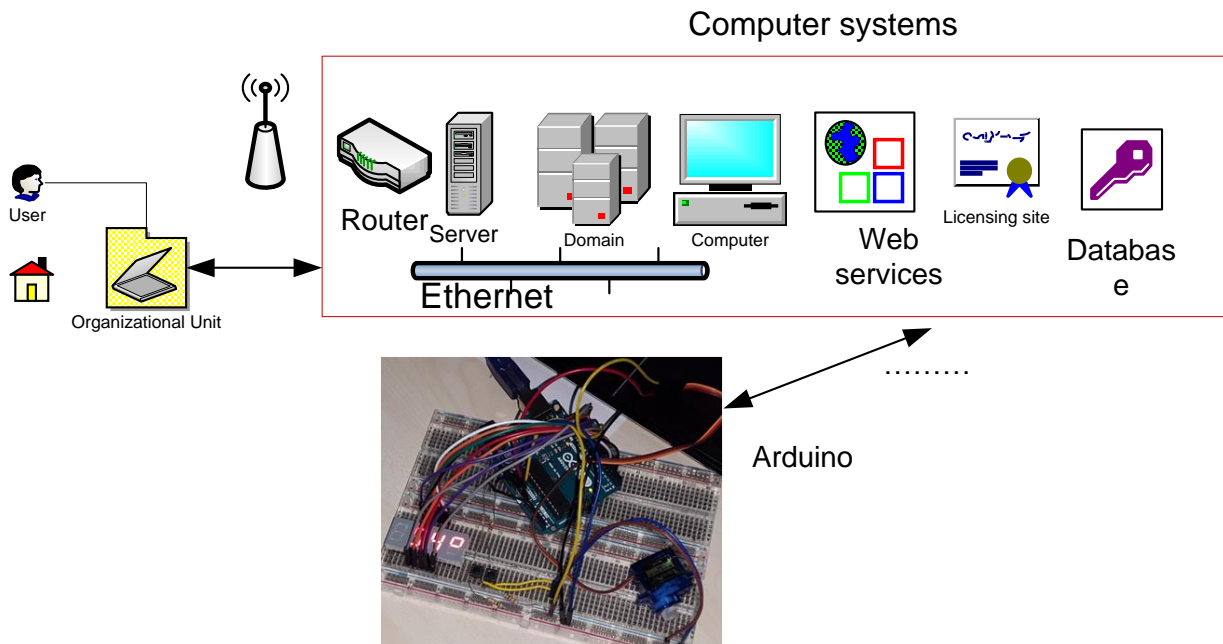 Computer systems
User
Organizational Unit
Router
Server
Domain
Computer
Web
services
Licensing site
Databas
e
Ethernet
.........
Arduino